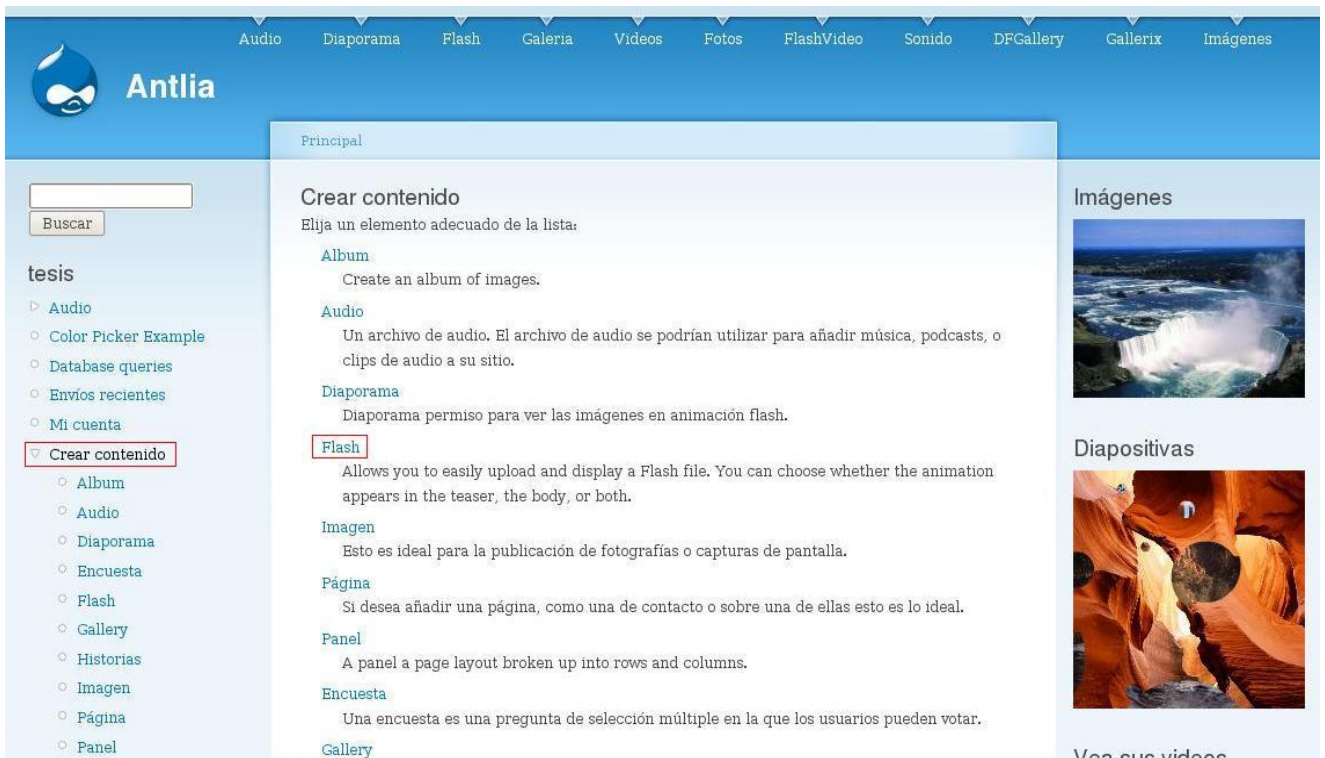 Audio Diaporama Flash Galeria Videos Fotos FlashVideo Sonido DFGallery Gallerix Imágenes
Antlia
Principal
Buscar
tesis
Audio
Color Picker Example
Database queries
Envíos recientes
Mi cuenta
Crear contenido
Album
Audio
Diaporama
Encuesta
Flash
Gallery
Historias
Imagen
Página
Panel
Crear contenido
Elija un elemento adecuado de la lista:
Album
Create an album of images.
Audio
Un archivo de audio. El archivo de audio se podrían utilizar para añadir música, podcasts, o
clips de audio a su sitio.
Diaporama
Diaporama permiso para ver las imágenes en animación flash.
Flash
Allows you to easily upload and display a Flash file. You can choose whether the animation
appears in the teaser, the body, or both.
Imagen
Esto es ideal para la publicación de fotografías o capturas de pantalla.
Página
Si desea añadir una página, como una de contacto o sobre una de ellas esto es lo ideal.
Panel
A panel a page layout broken up into rows and columns.
Encuesta
Una encuesta es una pregunta de selección múltiple en la que los usuarios pueden votar.
Gallery
Imágenes
Diapositivas
Vea sus videos